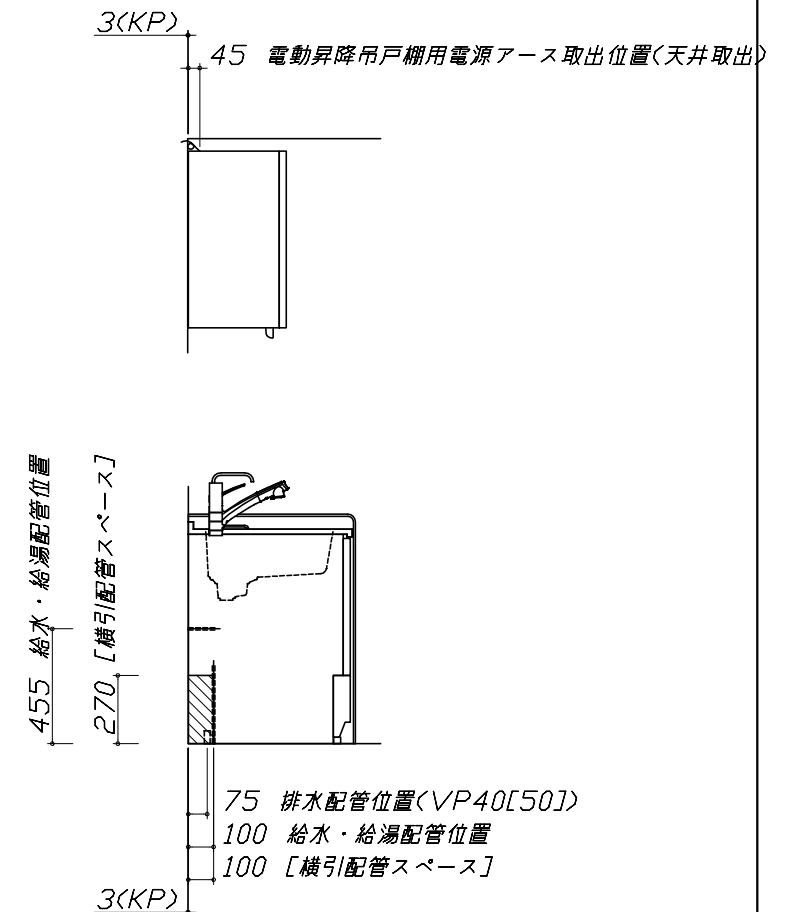 3(KP)
45 電動昇降吊戸棚用電源アース取出位置(天井取出)
455 給水・給湯配管位置
270 [横引配管スペース]
75 排水配管位置(VP40[50])
100 給水・給湯配管位置
100 [横引配管スペース]
3(KP)